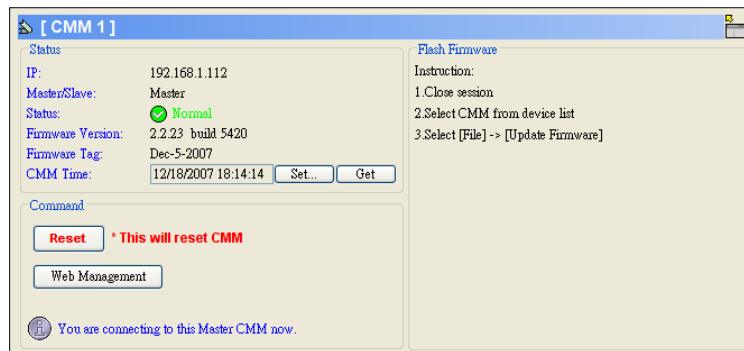 [ CMM 1 ]
Status
IP: 192.168.1.112
Master/Slave: Master
Status: Normal
Firmware Version: 2.2.23 build 5420
Firmware Tag: Dec-5-2007
CMM Time: 12/18/2007 18:14:14 Set... Get
Command
Reset * This will reset CMM
Web Management
You are connecting to this Master CMM now.
Flash Firmware
Instruction:
1.Close session
2.Select CMM from device list
3.Select [File] -> [Update Firmware]